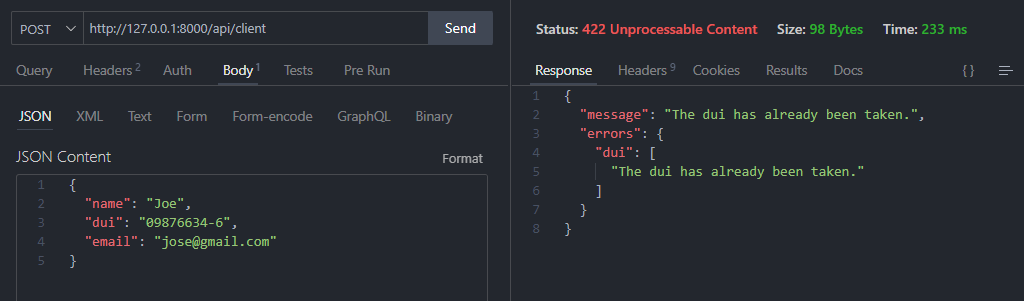 POST http://127.0.0.1:8000/api/client Send
Query Headers 2 Auth Body 1 Tests Pre Run
JSON XML Text Form Form-encode GraphQL Binary
JSON Content Format
1 {
2 "name": "Joe",
3 "dui": "09876634-6",
4 "email": "jose@gmail.com"
5 }
Status: 422 Unprocessable Content Size: 98 Bytes Time: 233 ms
Response Headers 9 Cookies Results Docs {}
1 {
2 "message": "The dui has already been taken.",
3 "errors": {
4 "dui": [
5 "The dui has already been taken."
6 ]
7 }
8 }